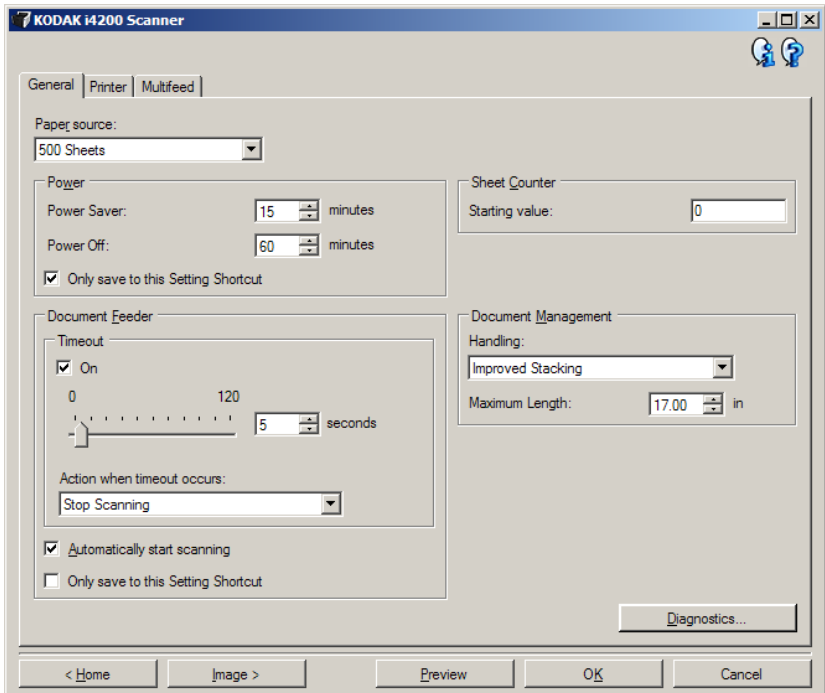 KODAK i4200 Scanner
General Printer Multifeed
Paper source:
500 Sheets
Power
Power Saver: 15 minutes
Power Off: 60 minutes
Only save to this Setting Shortcut
Sheet Counter
Starting value: 0
Document Feeder
Timeout
On
0 120
5 seconds
Action when timeout occurs:
Stop Scanning
Automatically start scanning
Only save to this Setting Shortcut
Document Management
Handling:
Improved Stacking
Maximum Length: 17.00 in
Diagnostics...
< Home Image > Preview OK Cancel